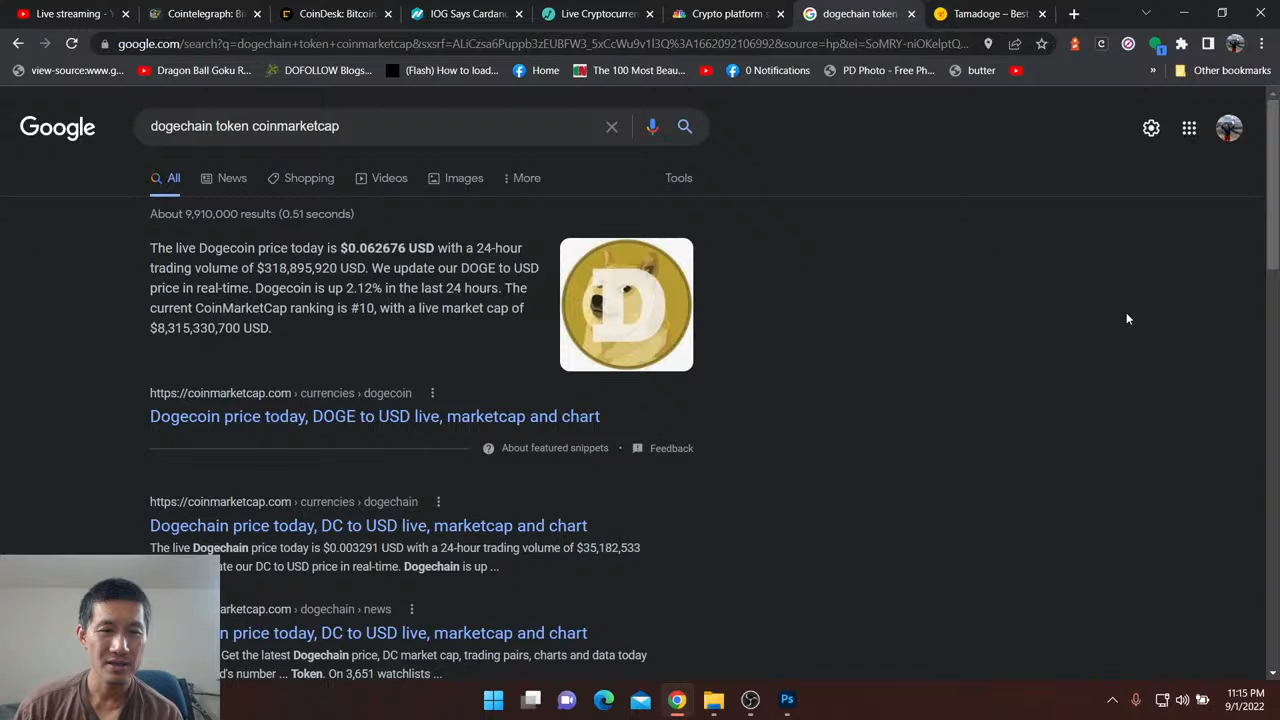 Live streaming - Y
Cointelegraph: Bi
CoinDesk: Bitcoin
IOG Says Cardan
Live Cryptocurren
Crypto platform s
dogechain token
Tamadoge – Best
google.com/search?q=dogechain+token+coinmarketcap&sxsrf=
view-source:www.g...
Dragon Ball Goku R...
DOFOLLOW Blogs...
(Flash) How to load...
Home
The 100 Most Beau...
0 Notifications
PD Photo - Free Ph...
butter
»
Other bookmarks
Google
dogechain token coinmarketcap
All
News
Shopping
Videos
Images
More
Tools
About 9,910,000 results (0.51 seconds)
The live Dogecoin price today is $0.062676 USD with a 24-hour
trading volume of $318,895,920 USD. We update our DOGE to USD
price in real-time. Dogecoin is up 2.12% in the last 24 hours. The
current CoinMarketCap ranking is #10, with a live market cap of
$8,315,330,700 USD.
D
https://coinmarketcap.com › currencies › dogecoin
Dogecoin price today, DOGE to USD live, marketcap and chart
About featured snippets • Feedback
https://coinmarketcap.com › currencies › dogechain
Dogechain price today, DC to USD live, marketcap and chart
The live Dogechain price today is $0.003291 USD with a 24-hour trading volume of $35,182,533
te our DC to USD price in real-time. Dogechain is up ...
arketcap.com › dogechain › news
n price today, DC to USD live, marketcap and chart
Get the latest Dogechain price, DC market cap, trading pairs, charts and data today
d's number ... Token. On 3,651 watchlists ...
Ps
11:15 PM
9/1/2022